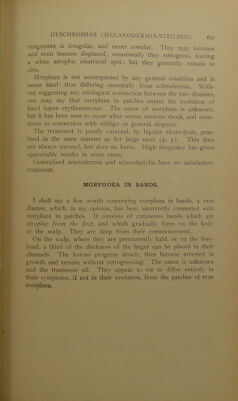 DYSCHROMIAS (MELANODERMIA-VITILIGO) 617
rangement is irregular, and never annular. They may increase
and even become displaced; occasionally they retrogress, leaving
a white atrophic cicatricial spot; but they generally remain in
situ.
Morphœa is not accompanied by any general condition and is
never fatal; thus differing essentially from scleroderma. With-
out suggesting any etiological connection between the two diseases,
one may say that morphœa in patches copies the evolution of
fixed lupus erythematosus. The cause of morphœa is unknown
but it has been seen to occur after severe nervous shock, and some-
times in connection with vitiligo or general alopecia.
The treatment is purely external, by bipolar electrolysis, prac-
tised in the same manner as for large nævi (p. 5). This does
not always succeed, but does no harm. High frequency has given
appreciable results in some cases.
Generalised scleroderma and sclerodactylia have no satisfactory
treatment.
MORPHOEA IN BANDS.
I shall say a few words concerning morphœa in bands, a rare
disease, which, in my opinion, has been incorrectly connected with
morphœa in patches. It consists of cutaneous bands which are
atrophic from the first, and which gradually form on the body
or the scalp. They are deep from their commencement.
On the scalp, where they are permanently bald, or on the fore-
head, a third of the thickness of the finger can be placed in their
channels. The lesions progress slowly, then become arrested in
growth and remain without retrogressing. The cause is unknown
and the treatment nil. They appear to me to differ entirely in
their symptoms, if not in their evolution, from the patches of true
morphœa.